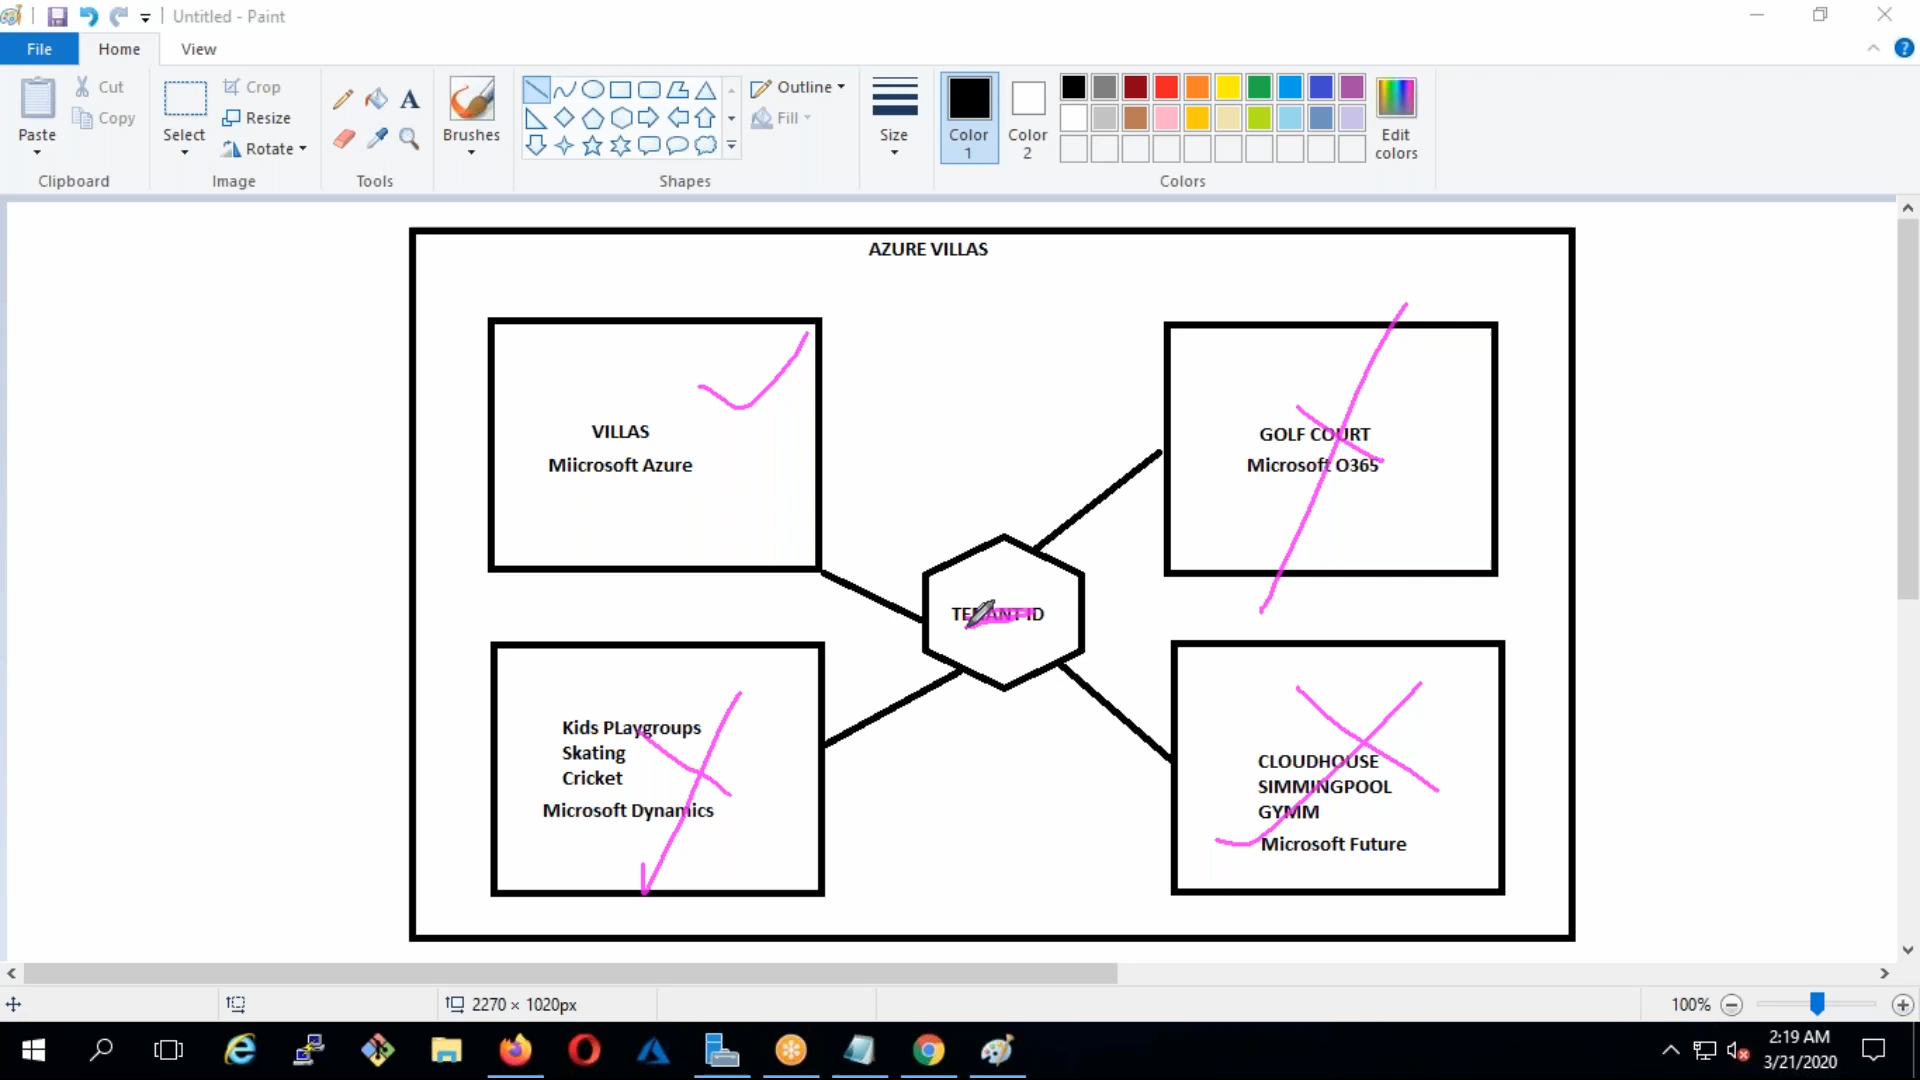 Untitled - Paint
File
Home
View
Paste
Cut
Copy
Clipboard
Select
Crop
Resize
Rotate
Image
Tools
Brushes
Shapes
Outline
Fill
Size
Color 1
Color 2
Edit colors
Colors
AZURE VILLAS
VILLAS
Miicrosoft Azure
GOLF COURT
Microsoft O365
TENANT ID
Kids PLaygroups
Skating
Cricket
Microsoft Dynamics
CLOUDHOUSE
SIMMINGPOOL
GYMM
Microsoft Future
2270 × 1020px
100%
2:19 AM
3/21/2020